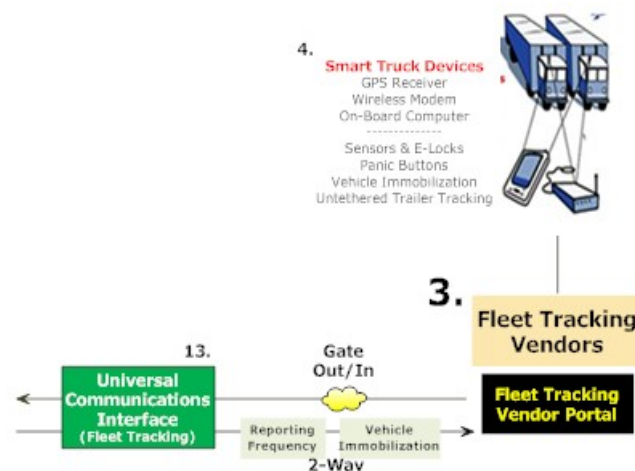 4.
Smart Truck Devices
GPS Receiver
Wireless Modem
On-Board Computer
--------------
Sensors & E-Locks
Panic Buttons
Vehicle Immobilization
Untethered Trailer Tracking
3.
Fleet Tracking
Vendors
Fleet Tracking
Vendor Portal
13.
Gate
Out/In
Universal
Communications
Interface
(Fleet Tracking)
Reporting
Frequency
Vehicle
Immobilization
2-Way